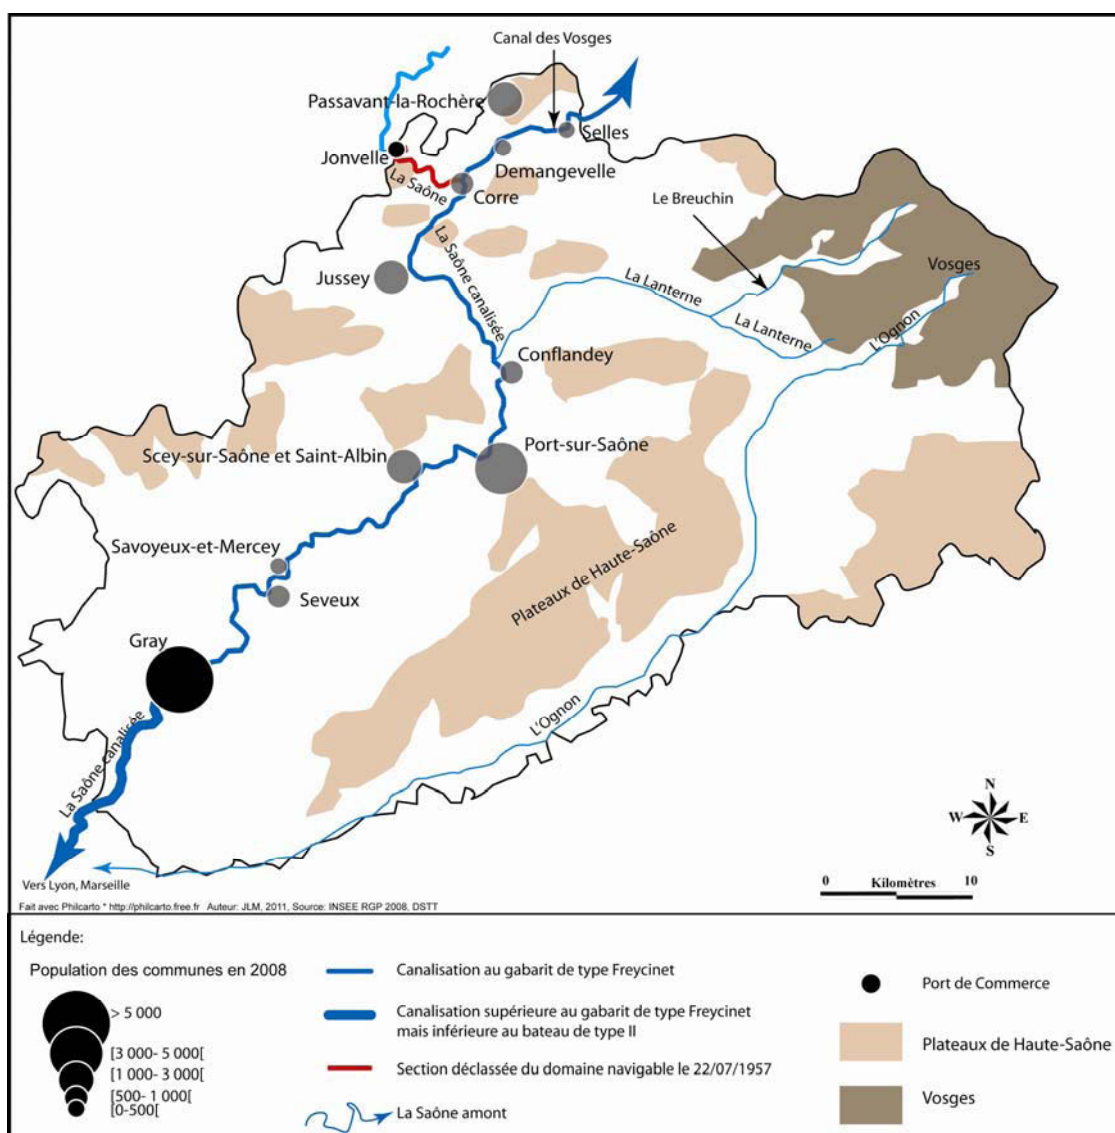 Canal des Vosges
Passavant-la-Rochère
Selles
Jonvelle
Demangevelle
La Saône
Corre
Le Breuchin
La Saône canalisée
Vosges
Jussey
La Lanterne
La Lanterne
L'Ognon
Conflandey
Port-sur-Saône
Scey-sur-Saône et Saint-Albin
Savoyeux-et-Mercey
Plateaux de Haute-Saône
Seveux
Gray
L'Ognon
La Saône canalisée
N
W E
S
Vers Lyon, Marseille
0 Kilomètres 10
Fait avec Philcarto * http://philcarto.free.fr Auteur: JLM, 2011, Source: INSEE RGP 2008, DSTT
Légende:
Population des communes en 2008
> 5 000
[3 000- 5 000[
[1 000- 3 000[
[500- 1 000[
[0-500[
Canalisation au gabarit de type Freycinet
Canalisation supérieure au gabarit de type Freycinet
mais inférieure au bateau de type II
Section déclassée du domaine navigable le 22/07/1957
La Saône amont
Port de Commerce
Plateaux de Haute-Saône
Vosges